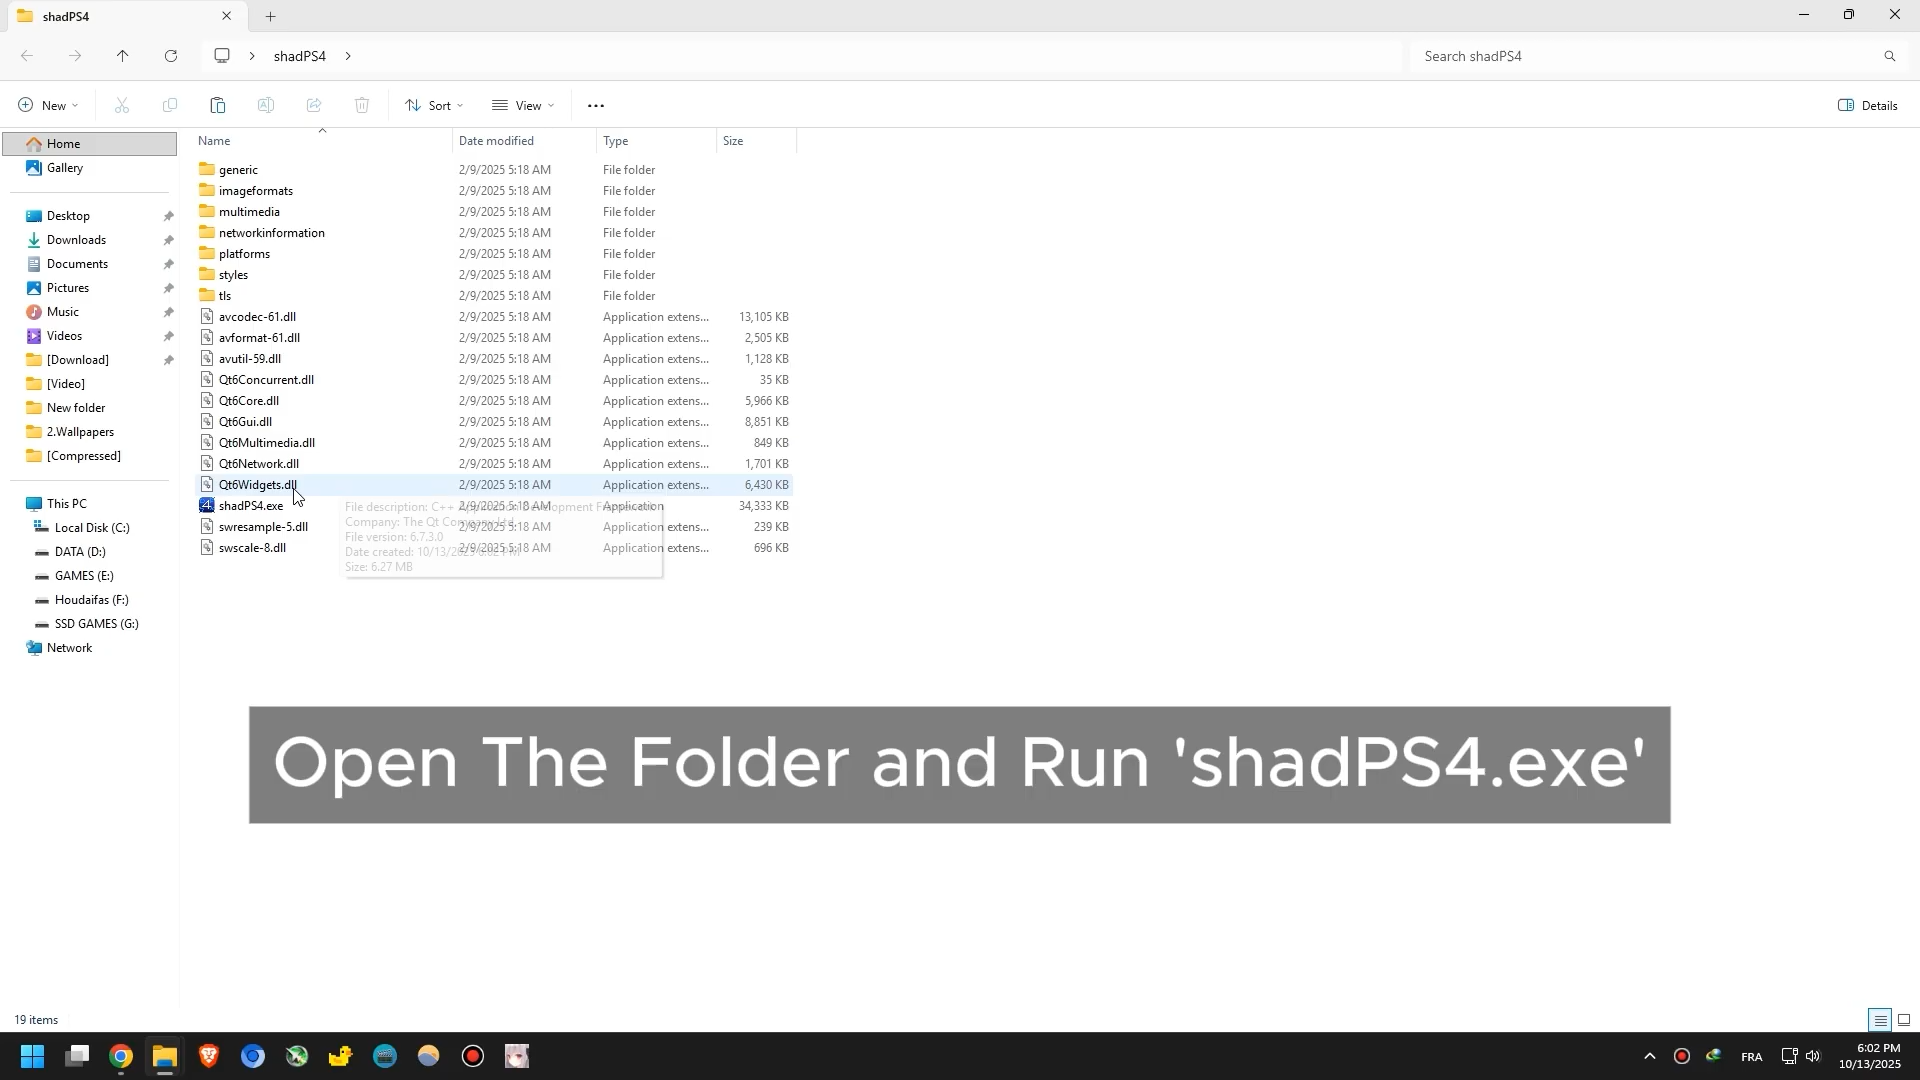 shadPS4
shadPS4
Search shadPS4
New
Sort
View
Details
Name
Date modified
Type
Size
Home
Gallery
Desktop
Downloads
Documents
Pictures
Music
Videos
[Download]
[Video]
New folder
2.Wallpapers
[Compressed]
This PC
Local Disk (C:)
DATA (D:)
GAMES (E:)
Houdaifas (F:)
SSD GAMES (G:)
Network
generic 2/9/2025 5:18 AM File folder
imageformats 2/9/2025 5:18 AM File folder
multimedia 2/9/2025 5:18 AM File folder
networkinformation 2/9/2025 5:18 AM File folder
platforms 2/9/2025 5:18 AM File folder
styles 2/9/2025 5:18 AM File folder
tls 2/9/2025 5:18 AM File folder
avcodec-61.dll 2/9/2025 5:18 AM Application extens... 13,105 KB
avformat-61.dll 2/9/2025 5:18 AM Application extens... 2,505 KB
avutil-59.dll 2/9/2025 5:18 AM Application extens... 1,128 KB
Qt6Concurrent.dll 2/9/2025 5:18 AM Application extens... 35 KB
Qt6Core.dll 2/9/2025 5:18 AM Application extens... 5,966 KB
Qt6Gui.dll 2/9/2025 5:18 AM Application extens... 8,851 KB
Qt6Multimedia.dll 2/9/2025 5:18 AM Application extens... 849 KB
Qt6Network.dll 2/9/2025 5:18 AM Application extens... 1,701 KB
Qt6Widgets.dll 2/9/2025 5:18 AM Application extens... 6,430 KB
shadPS4.exe 2/9/2025 5:18 AM Application 34,333 KB
swresample-5.dll 2/9/2025 5:18 AM Application extens... 239 KB
swscale-8.dll 2/9/2025 5:18 AM Application extens... 696 KB
File description: C++ Application Development Framework
Company: The Qt Company Ltd.
File version: 6.7.3.0
Date created: 10/13/2025 6:02 PM
Size: 6.27 MB
Open The Folder and Run 'shadPS4.exe'
19 items
FRA
6:02 PM
10/13/2025